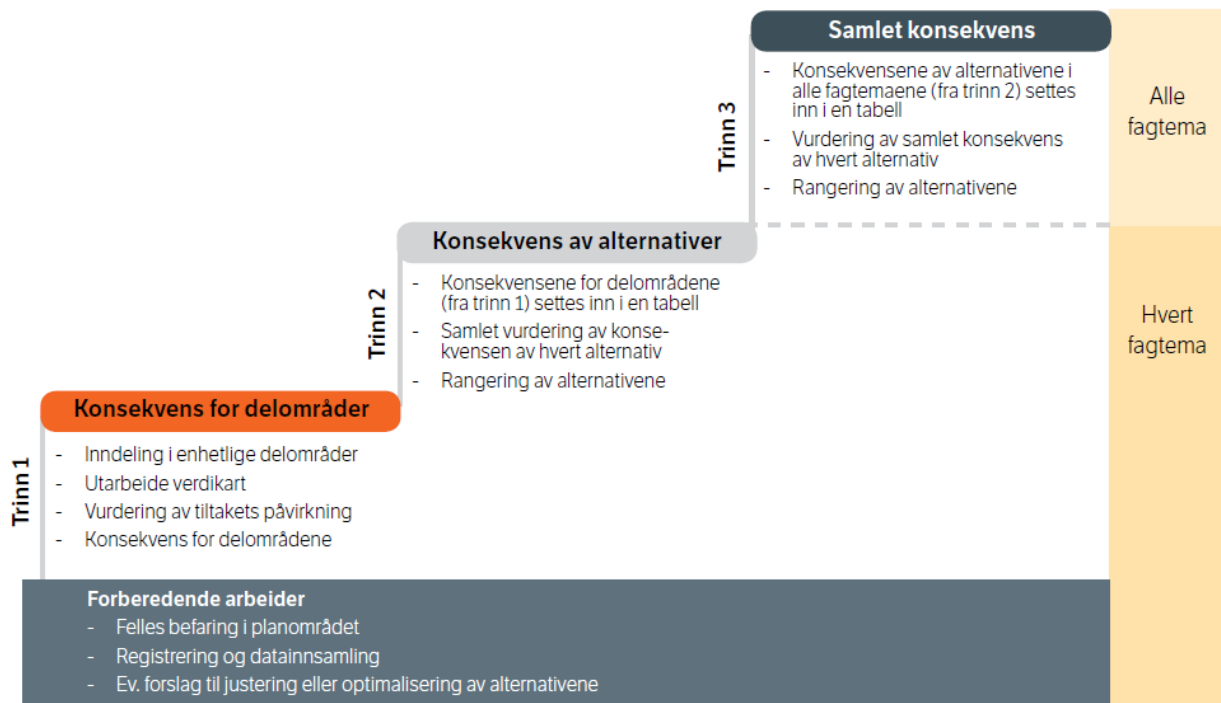 Samlet konsekvens
Trinn 3
- Konsekvensene av alternativene i
alle fagtemaene (fra trinn 2) settes
inn i en tabell
- Vurdering av samlet konsekvens
av hvert alternativ
- Rangering av alternativene
Alle
fagtema
Konsekvens av alternativer
Trinn 2
- Konsekvensene for delområdene
(fra trinn 1) settes inn i en tabell
- Samlet vurdering av konse-
kvensen av hvert alternativ
- Rangering av alternativene
Hvert
fagtema
Konsekvens for delområder
Trinn 1
- Inndeling i enhetlige delområder
- Utarbeide verdikart
- Vurdering av tiltakets påvirkning
- Konsekvens for delområdene
Forberedende arbeider
- Felles befaring i planområdet
- Registrering og datainnsamling
- Ev. forslag til justering eller optimalisering av alternativene